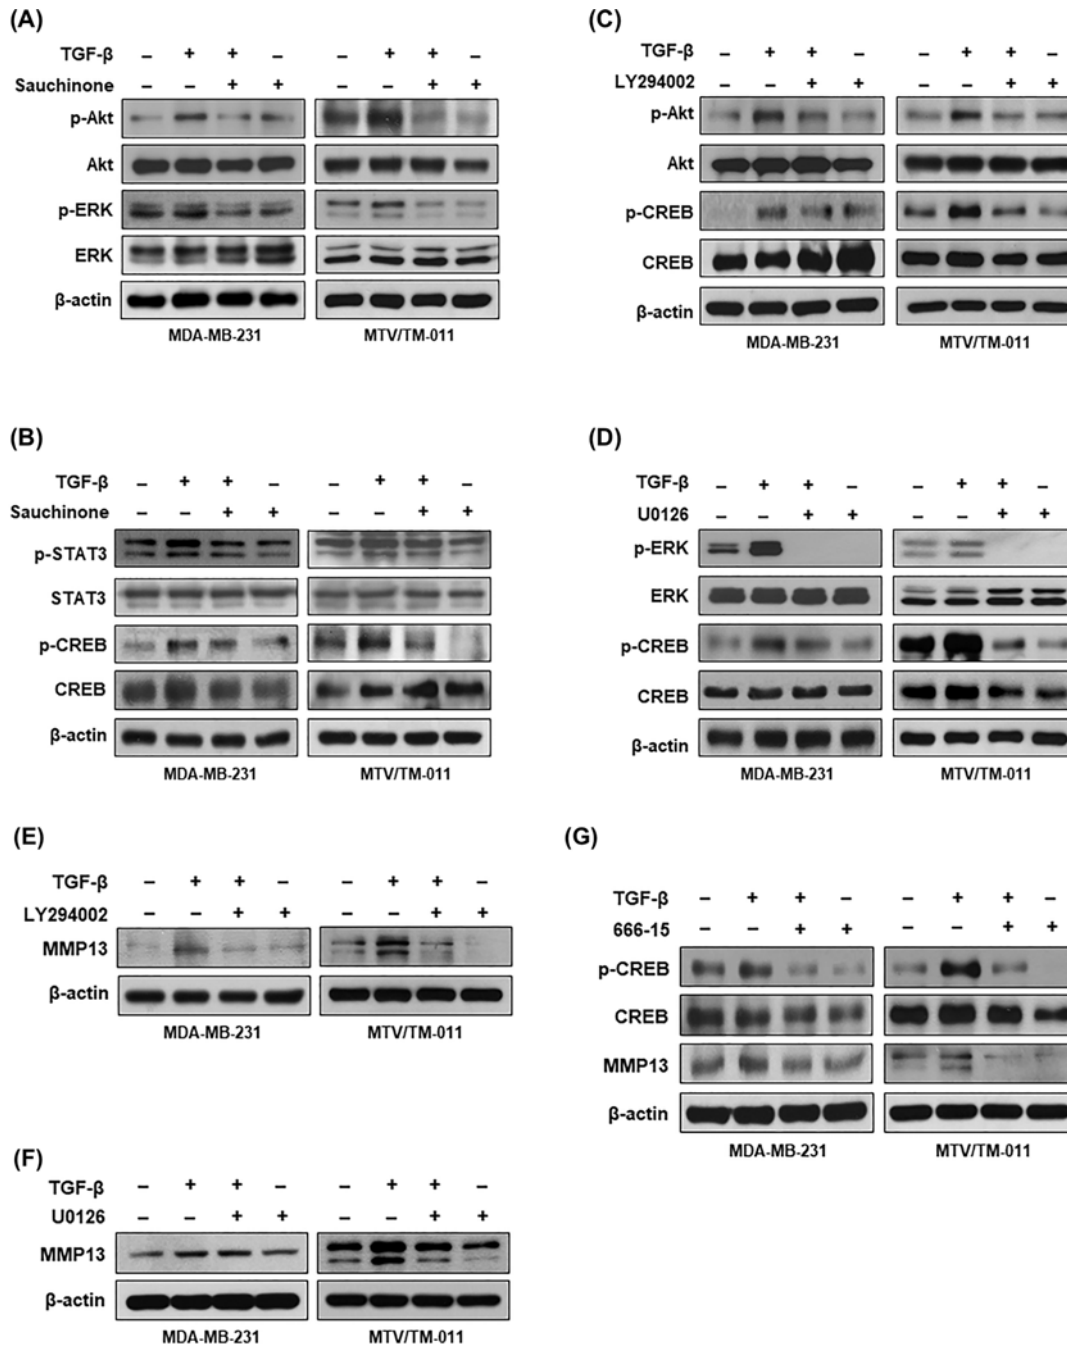 (A)
TGF-β – + + – – + + –
Sauchinone – – + + – – + +
p-Akt
Akt
p-ERK
ERK
β-actin
MDA-MB-231 MTV/TM-011
(C)
TGF-β – + + – – + + –
LY294002 – – + + – – + +
p-Akt
Akt
p-CREB
CREB
β-actin
MDA-MB-231 MTV/TM-011
(B)
TGF-β – + + – – + + –
Sauchinone – – + + – – + +
p-STAT3
STAT3
p-CREB
CREB
β-actin
MDA-MB-231 MTV/TM-011
(D)
TGF-β – + + – – + + –
U0126 – – + + – – + +
p-ERK
ERK
p-CREB
CREB
β-actin
MDA-MB-231 MTV/TM-011
(E)
TGF-β – + + – – + + –
LY294002 – – + + – – + +
MMP13
β-actin
MDA-MB-231 MTV/TM-011
(G)
TGF-β – + + – – + + –
666-15 – – + + – – + +
p-CREB
CREB
MMP13
β-actin
MDA-MB-231 MTV/TM-011
(F)
TGF-β – + + – – + + –
U0126 – – + + – – + +
MMP13
β-actin
MDA-MB-231 MTV/TM-011